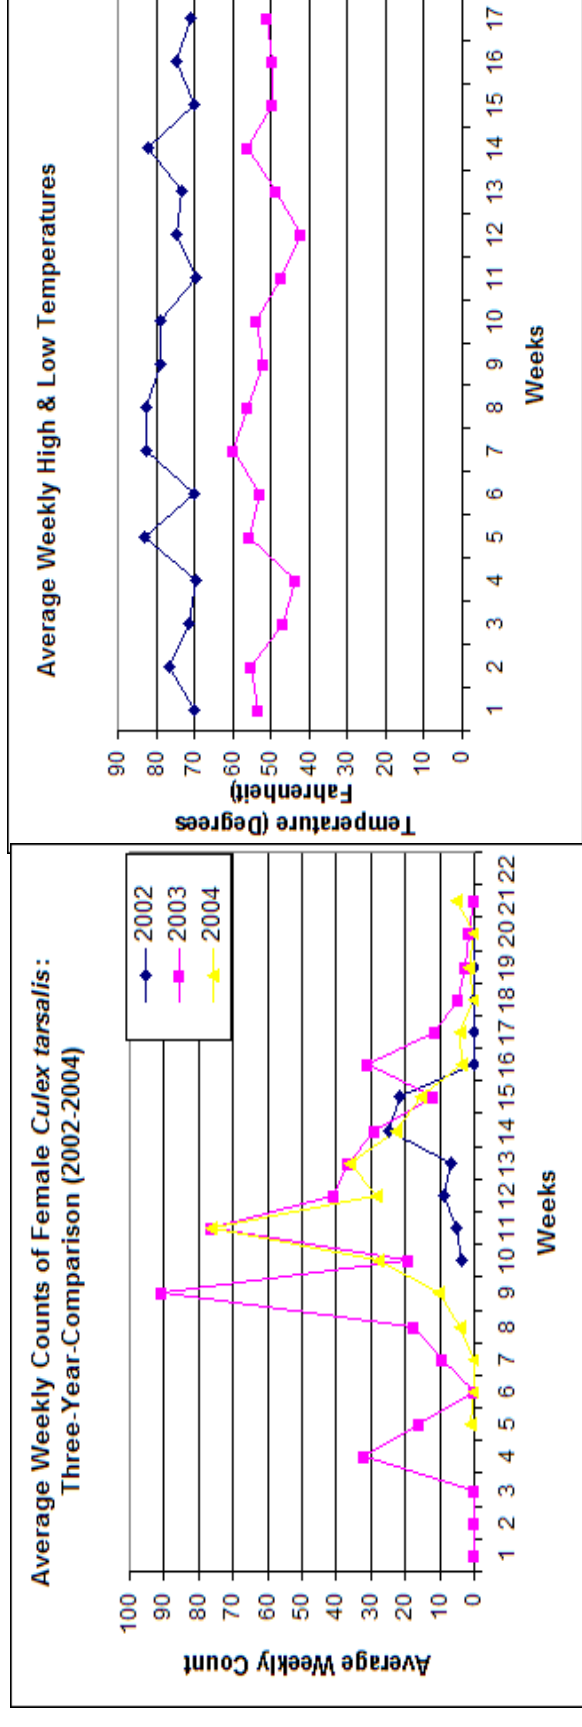 Average Weekly Counts of Female Culex tarsalis:
Three-Year-Comparison (2002-2004)
Average Weekly Count
100
90
80
70
60
50
40
30
20
10
0
2002
2003
2004
1 2 3 4 5 6 7 8 9 10 11 12 13 14 15 16 17 18 19 20 21 22
Weeks
Average Weekly High & Low Temperatures
Temperature (Degrees
Fahrenheit)
90
80
70
60
50
40
30
20
10
0
1 2 3 4 5 6 7 8 9 10 11 12 13 14 15 16 17
Weeks